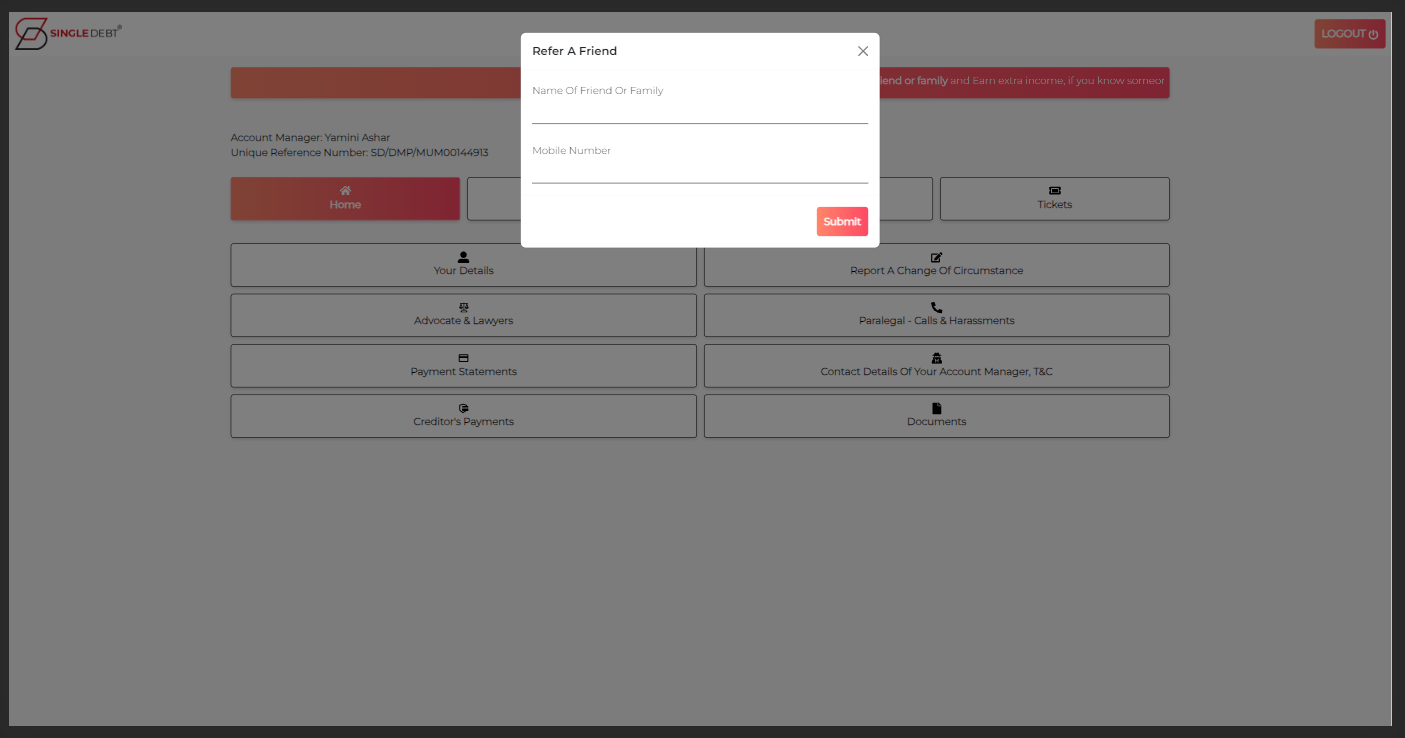 SINGLE DEBT®
LOGOUT
Refer A Friend
end or family and Earn extra income, if you know someor
Name Of Friend Or Family
Mobile Number
Submit
Account Manager: Yamini Ashar
Unique Reference Number: SD/DMP/MUM00144913
Home
Tickets
Your Details
Report A Change Of Circumstance
Advocate & Lawyers
Paralegal - Calls & Harassments
Payment Statements
Contact Details Of Your Account Manager, T&C
Creditor's Payments
Documents